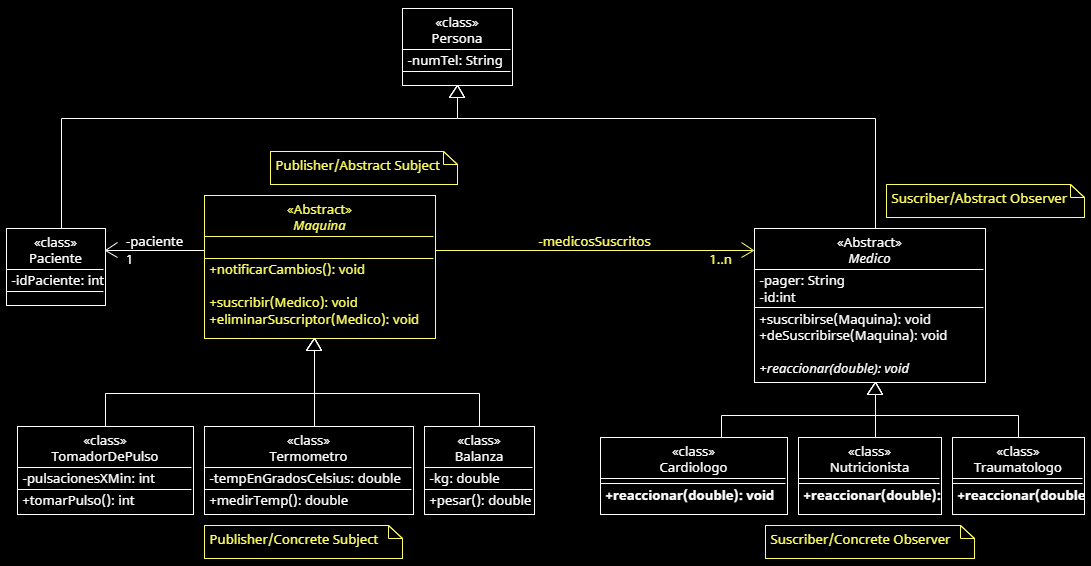 «class»
Persona
-numTel: String
Publisher/Abstract Subject
Suscriber/Abstract Observer
«Abstract»
Maquina
+notificarCambios(): void
+suscribir(Medico): void
+eliminarSuscriptor(Medico): void
«class»
Paciente
-idPaciente: int
-paciente
1
-medicosSuscritos
1..n
«Abstract»
Medico
-pager: String
-id:int
+suscribirse(Maquina): void
+deSuscribirse(Maquina): void
+reaccionar(double): void
«class»
TomadorDePulso
-pulsacionesXMin: int
+tomarPulso(): int
«class»
Termometro
-tempEnGradosCelsius: double
+medirTemp(): double
«class»
Balanza
-kg: double
+pesar(): double
«class»
Cardiologo
+reaccionar(double): void
«class»
Nutricionista
+reaccionar(double):
«class»
Traumatologo
+reaccionar(double
Publisher/Concrete Subject
Suscriber/Concrete Observer